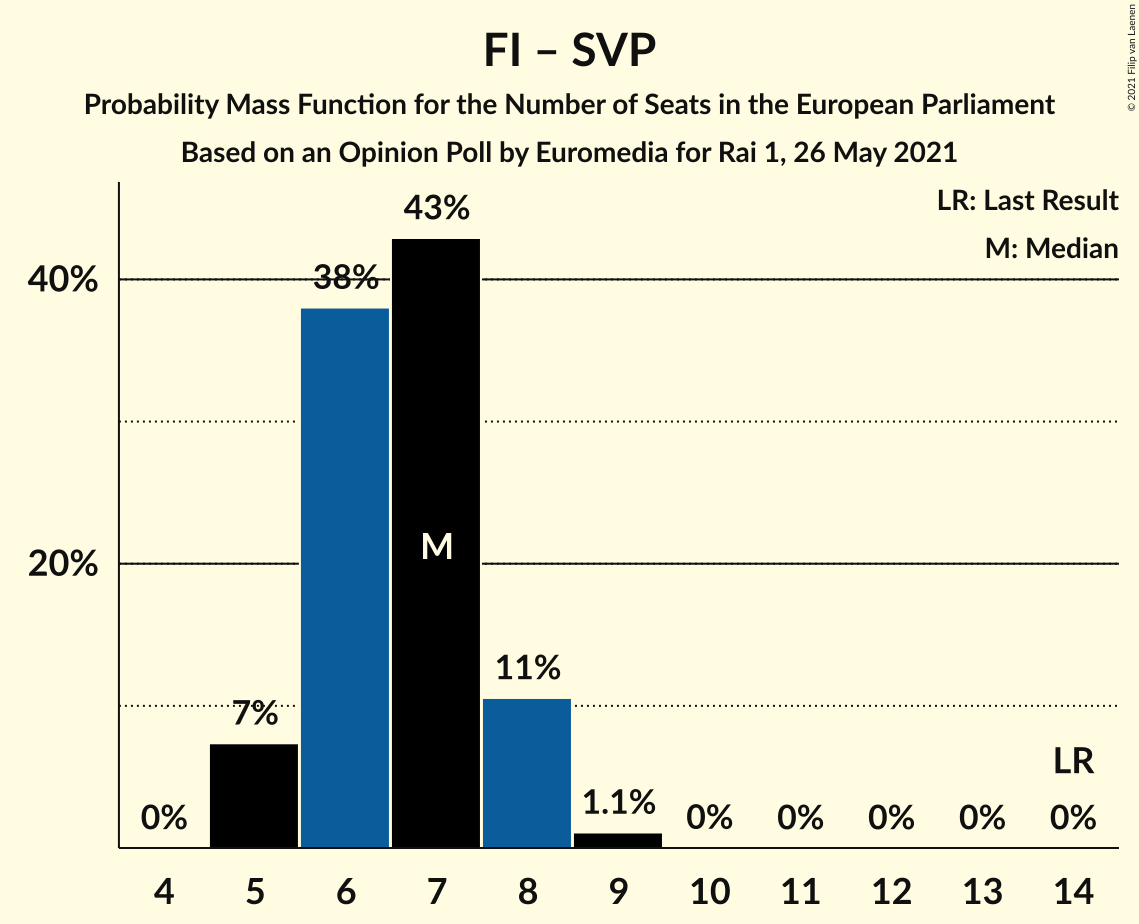 FI – SVP
Probability Mass Function for the Number of Seats in the European Parliament
Based on an Opinion Poll by Euromedia for Rai 1, 26 May 2021
© 2021 Filip van Laenen
LR: Last Result
M: Median
40%
20%
0%
7%
38%
43%
M
11%
1.1%
0%
0%
0%
0%
LR
0%
4 5 6 7 8 9 10 11 12 13 14